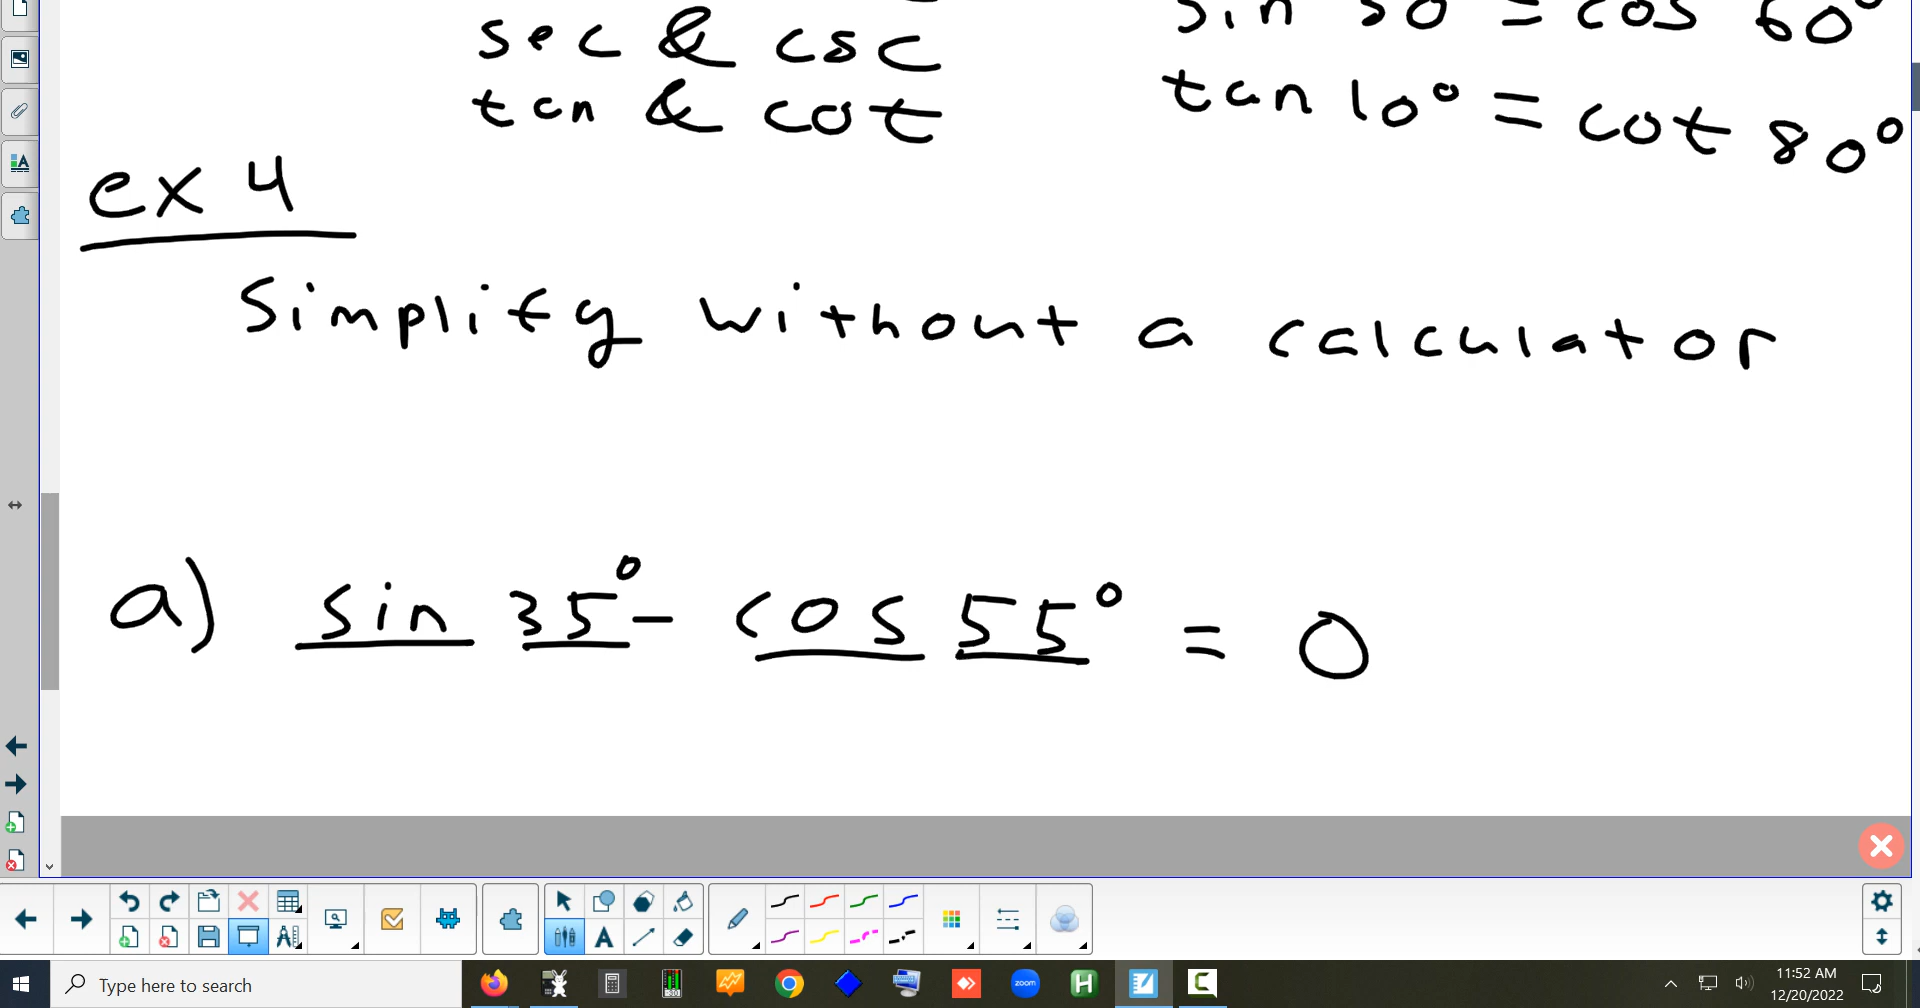 sec & csc
tan & cot
sin 30 = cos 60°
tan 10° = cot 80°
ex 4
Simplify without a calculator
a) sin 35° - cos 55° = 0
Type here to search
zoom
11:52 AM
12/20/2022